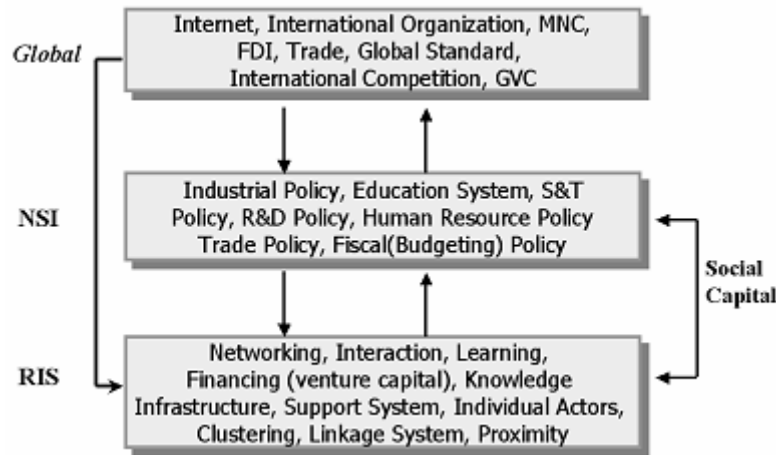 Internet, International Organization, MNC,
Global
FDI, Trade, Global Standard,
International Competition, GVC
Industrial Policy, Education System, S&T
NSI
Policy, R&D Policy, Human Resource Policy
Trade Policy, Fiscal(Budgeting) Policy
Social
Capital
Networking, Interaction, Learning,
RIS
Financing (venture capital), Knowledge
Infrastructure, Support System, Individual Actors,
Clustering, Linkage System, Proximity